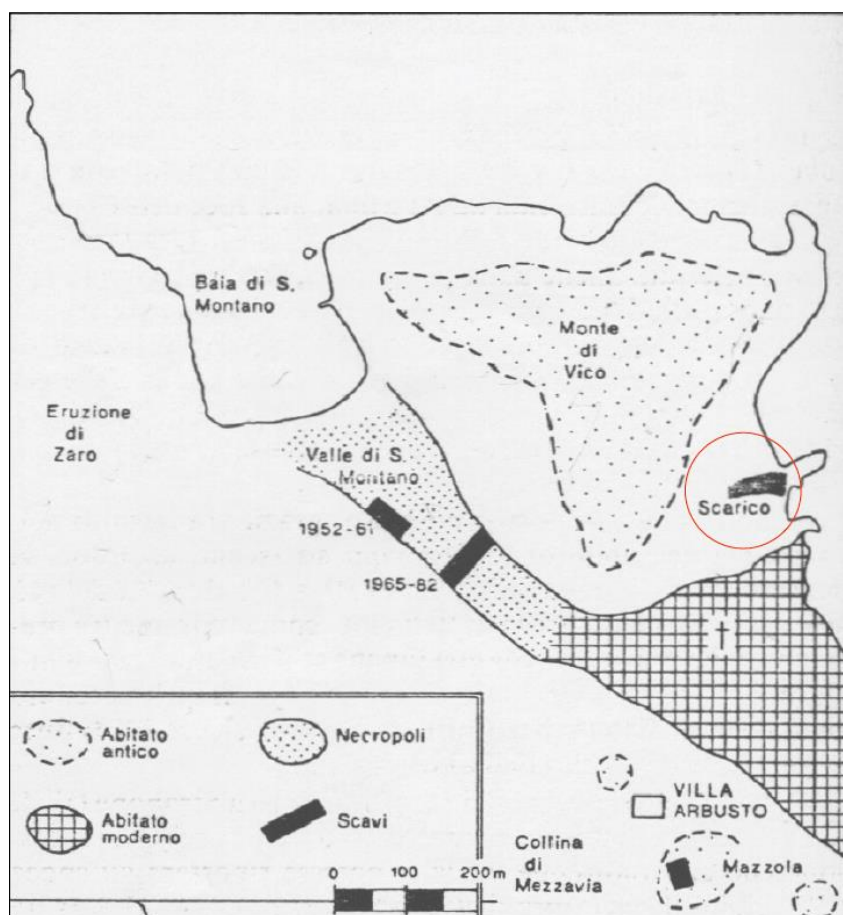 Baia di S.
Montano
Monte
di
Vico
Eruzione
di
Zaro
Valle di S.
Montano
Scarico
1952-61
1965-82
Abitato
antico
Necropoli
Abitato
moderno
Scavi
0 100 200m
VILLA
ARBUSTO
Collina
di
Mezzavia
Mazzola